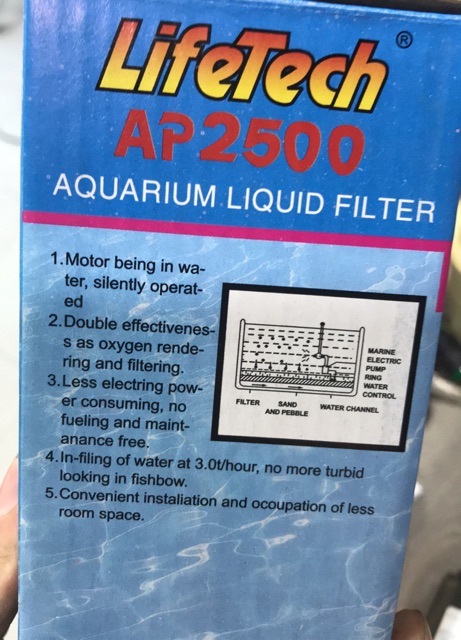 LifeTech ®
AP2500
AQUARIUM LIQUID FILTER
1.Motor being in wa-
ter, silently operat-
ed
2.Double effectivenes-
s as oxygen rende-
ring and filtering.
3.Less electring pow-
er consuming, no
fueling and maint-
anance free.
4.In-filing of water at 3.0t/hour, no more turbid
looking in fishbow.
5.Convenient instaliation and ocoupation of less
room space.
MARINE
ELECTRIC
PUMP
RING
WATER
CONTROL
FILTER
SAND
AND PEBBLE
WATER CHANNEL